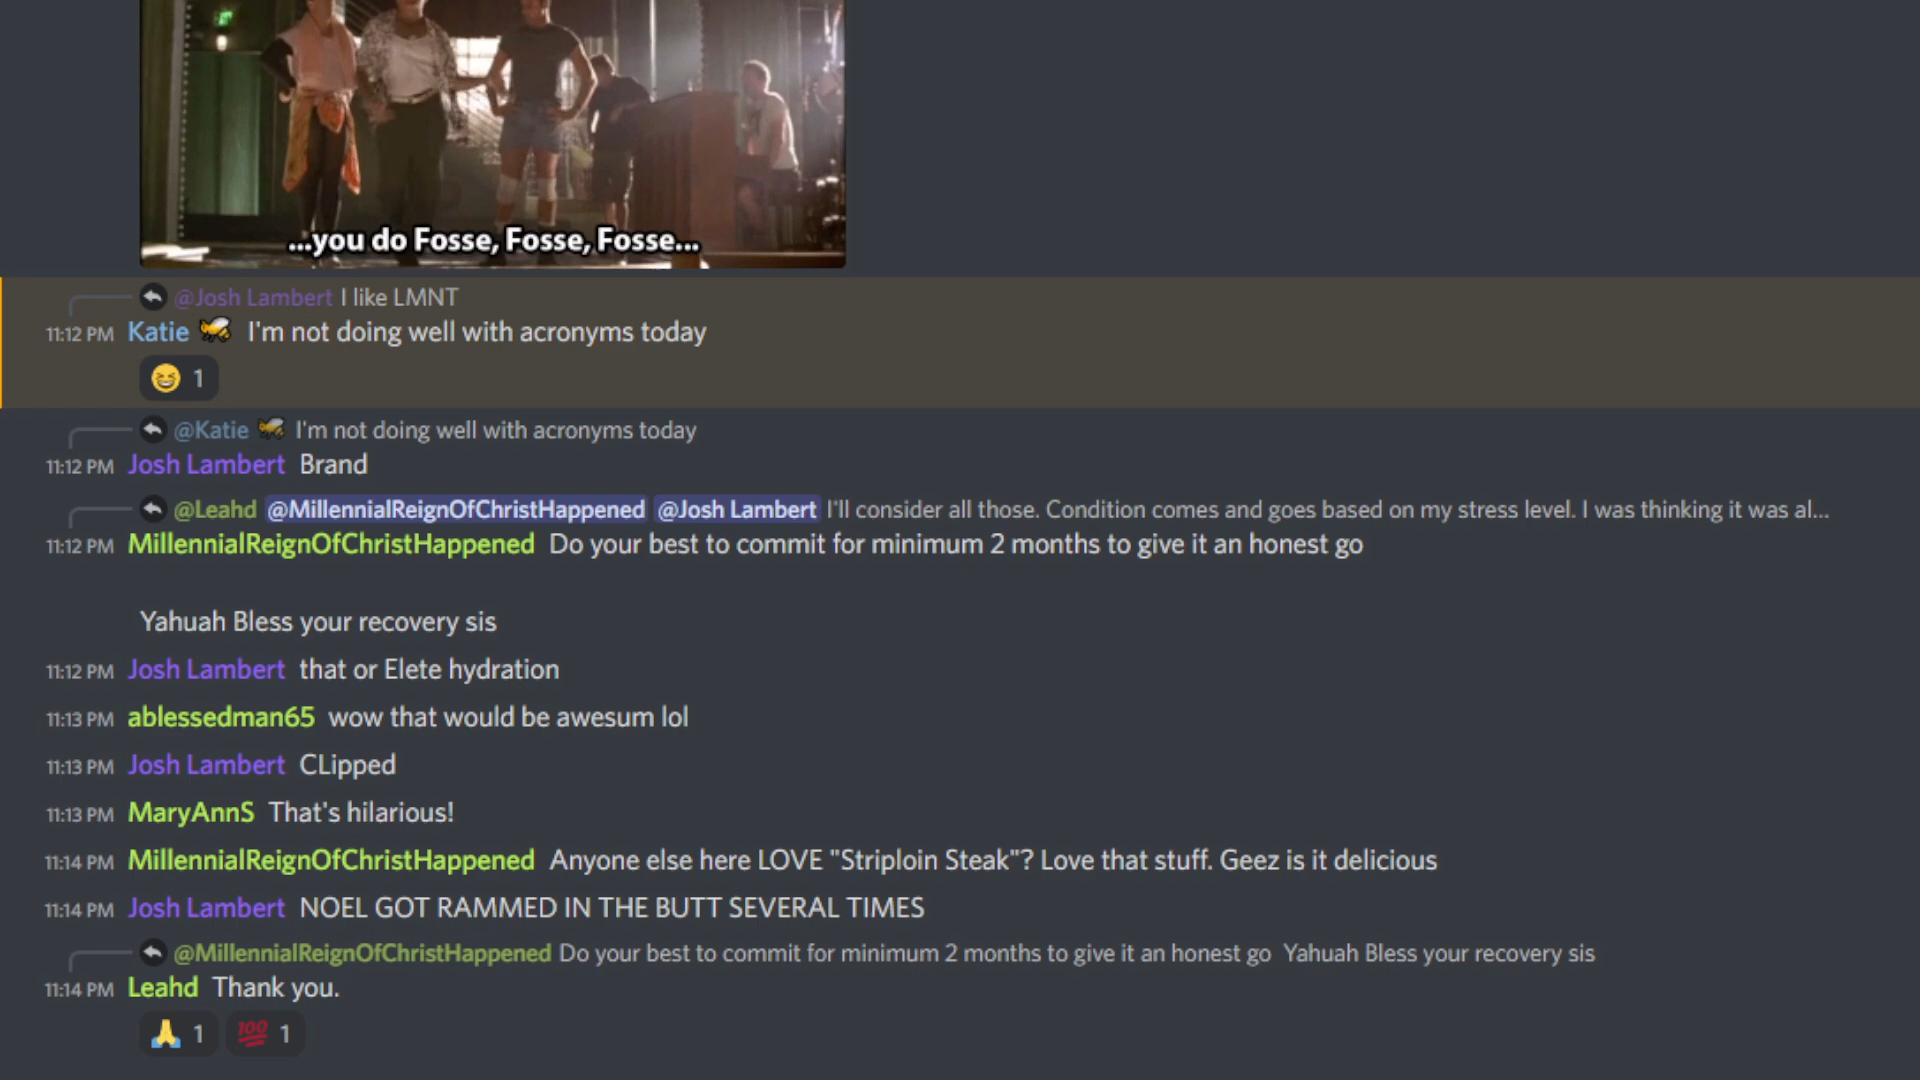 ...you do Fosse, Fosse, Fosse...
@Josh Lambert I like LMNT
11:12 PM Katie I'm not doing well with acronyms today
1
@Katie I'm not doing well with acronyms today
11:12 PM Josh Lambert Brand
@Leahd @MillennialReignOfChristHappened @Josh Lambert I'll consider all those. Condition comes and goes based on my stress level. I was thinking it was al...
11:12 PM MillennialReignOfChristHappened Do your best to commit for minimum 2 months to give it an honest go
Yahuah Bless your recovery sis
11:12 PM Josh Lambert that or Elete hydration
11:13 PM ablessedman65 wow that would be awesum lol
11:13 PM Josh Lambert CLipped
11:13 PM MaryAnnS That's hilarious!
11:14 PM MillennialReignOfChristHappened Anyone else here LOVE "Striploin Steak"? Love that stuff. Geez is it delicious
11:14 PM Josh Lambert NOEL GOT RAMMED IN THE BUTT SEVERAL TIMES
@MillennialReignOfChristHappened Do your best to commit for minimum 2 months to give it an honest go Yahuah Bless your recovery sis
11:14 PM Leahd Thank you.
1 100 1